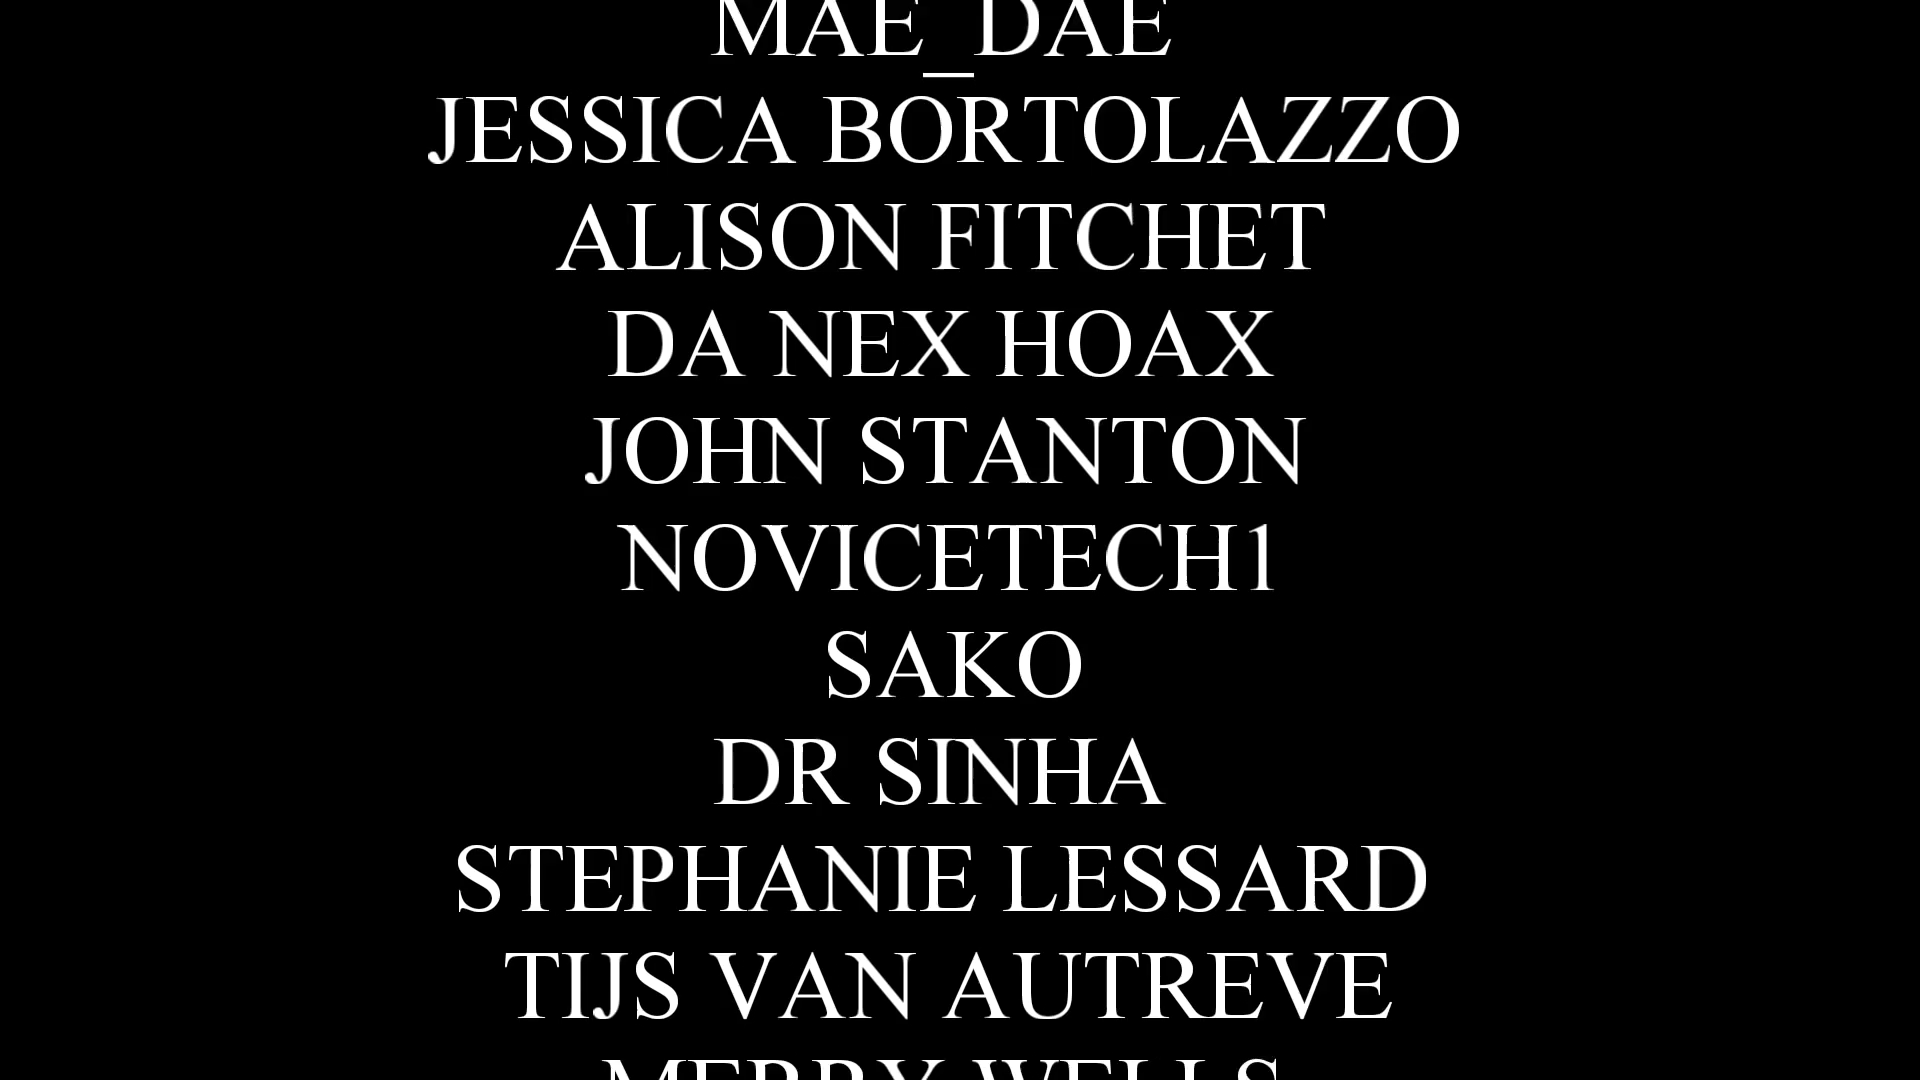 MAE_DAE
JESSICA BORTOLAZZO
ALISON FITCHET
DA NEX HOAX
JOHN STANTON
NOVICETECH1
SAKO
DR SINHA
STEPHANIE LESSARD
TIJS VAN AUTREVE
MERRY WELLS